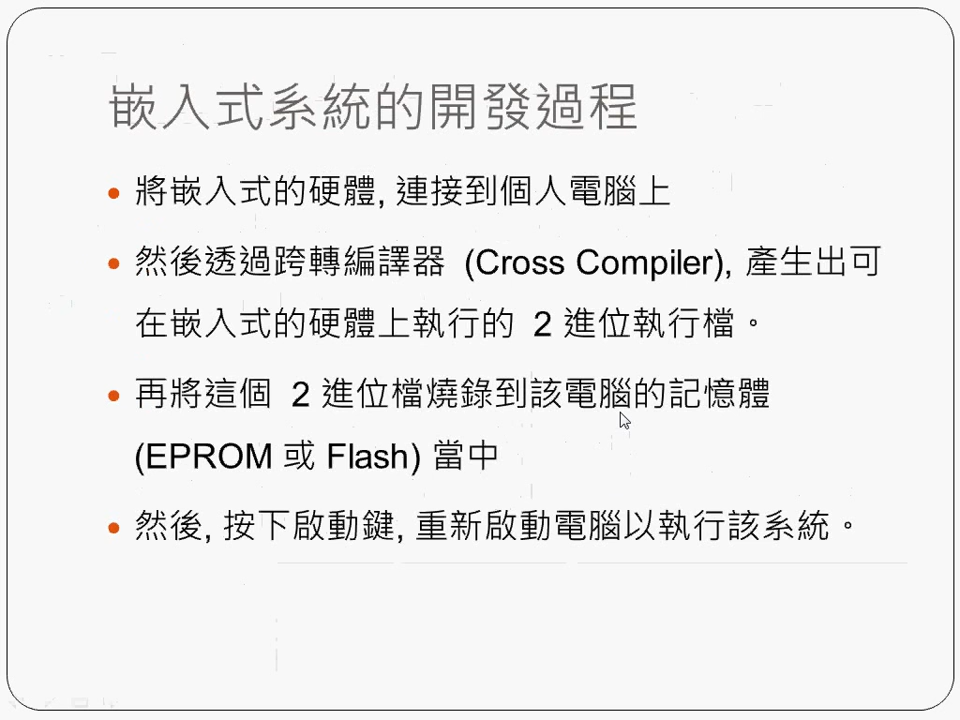 嵌入式系統的開發過程
將嵌入式的硬體, 連接到個人電腦上
然後透過跨轉編譯器 (Cross Compiler), 產生出可
在嵌入式的硬體上執行的 2 進位執行檔。
再將這個 2 進位檔燒錄到該電腦的記憶體
(EPROM 或 Flash) 當中
然後, 按下啟動鍵, 重新啟動電腦以執行該系統。